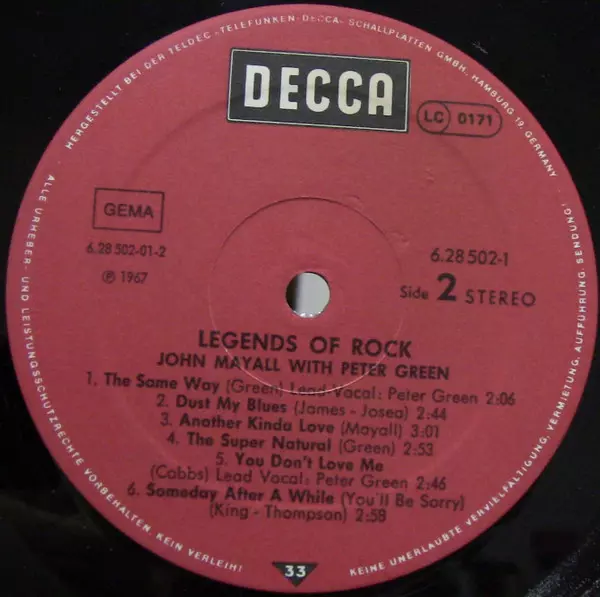 HERGESTELLT BEI DER TELDEC »TELEFUNKEN-DECCA« SCHALLPLATTEN GMBH, HAMBURG 19, GERMANY
DECCA
LC 0171
GEMA
6.28 502-01-2
℗ 1967
6.28 502-1
Side 2 STEREO
LEGENDS OF ROCK
JOHN MAYALL WITH PETER GREEN
1. The Same Way (Green) Lead-Vocal: Peter Green 2:06
2. Dust My Blues (James - Josea) 2:44
3. Another Kinda Love (Mayall) 3:01
4. The Super Natural (Green) 2:53
5. You Don't Love Me
(Cobbs) Lead Vocal: Peter Green 2:46
6. Someday After A While (You'll Be Sorry)
(King - Thompson) 2:58
33
ALLE URHEBER- UND LEISTUNGSSCHUTZRECHTE VORBEHALTEN. KEIN VERLEIH!
KEINE UNERLAUBTE VERVIELFÄLTIGUNG, VERMIETUNG, AUFFÜHRUNG, SENDUNG!